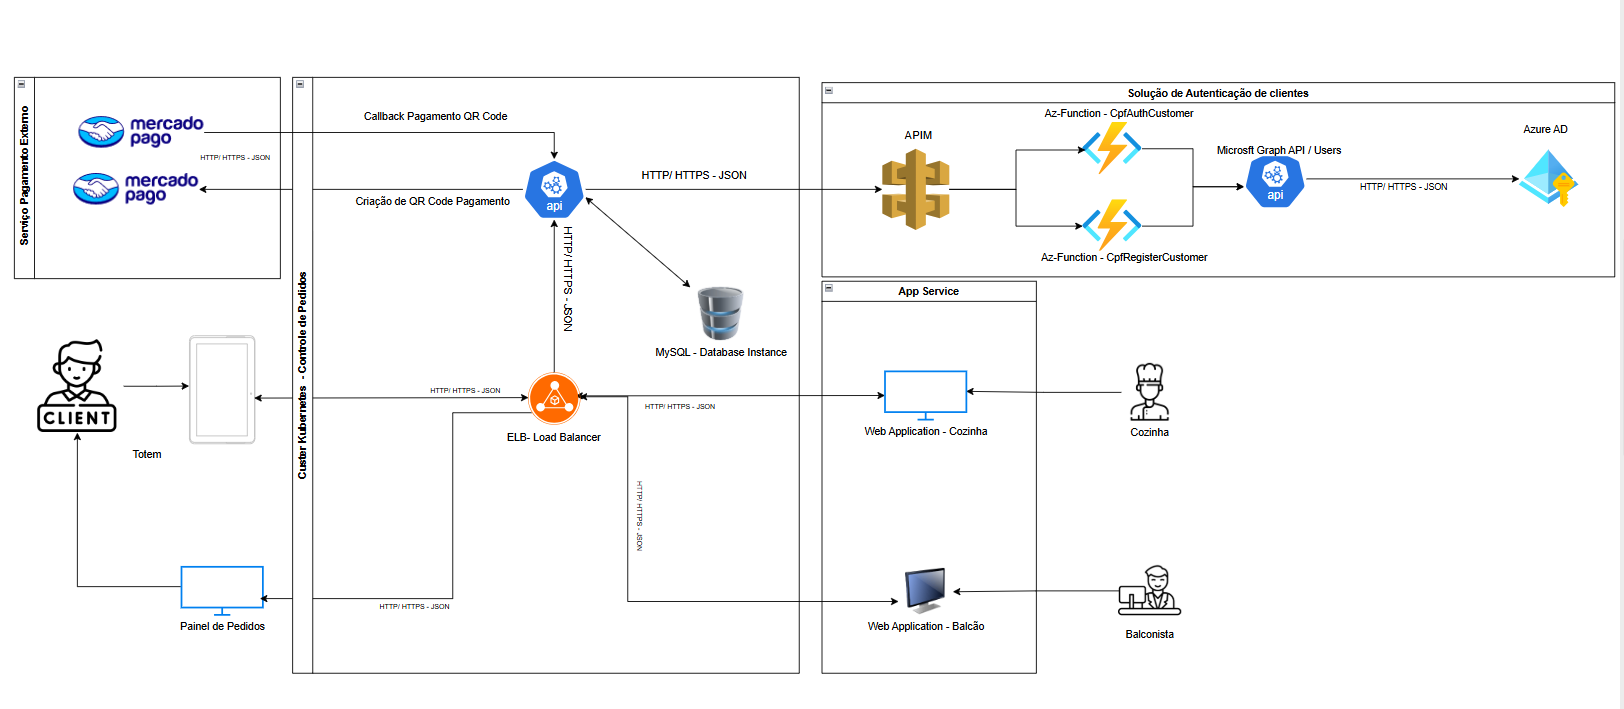 Serviço Pagamento Externo
mercado
pago
HTTP/ HTTPS - JSON
mercado
pago
Custer Kubernetes - Controle de Pedidos
Callback Pagamento QR Code
Criação de QR Code Pagamento
api
HTTP/ HTTPS - JSON
HTTP/ HTTPS - JSON
MySQL - Database Instance
Solução de Autenticação de clientes
APIM
Az-Function - CpfAuthCustomer
Az-Function - CpfRegisterCustomer
Microsft Graph API / Users
api
HTTP/ HTTPS - JSON
Azure AD
CLIENT
Totem
HTTP/ HTTPS - JSON
ELB- Load Balancer
HTTP/ HTTPS - JSON
HTTP/ HTTPS - JSON
HTTP/ HTTPS - JSON
Painel de Pedidos
App Service
Web Application - Cozinha
Cozinha
Web Application - Balcão
Balconista